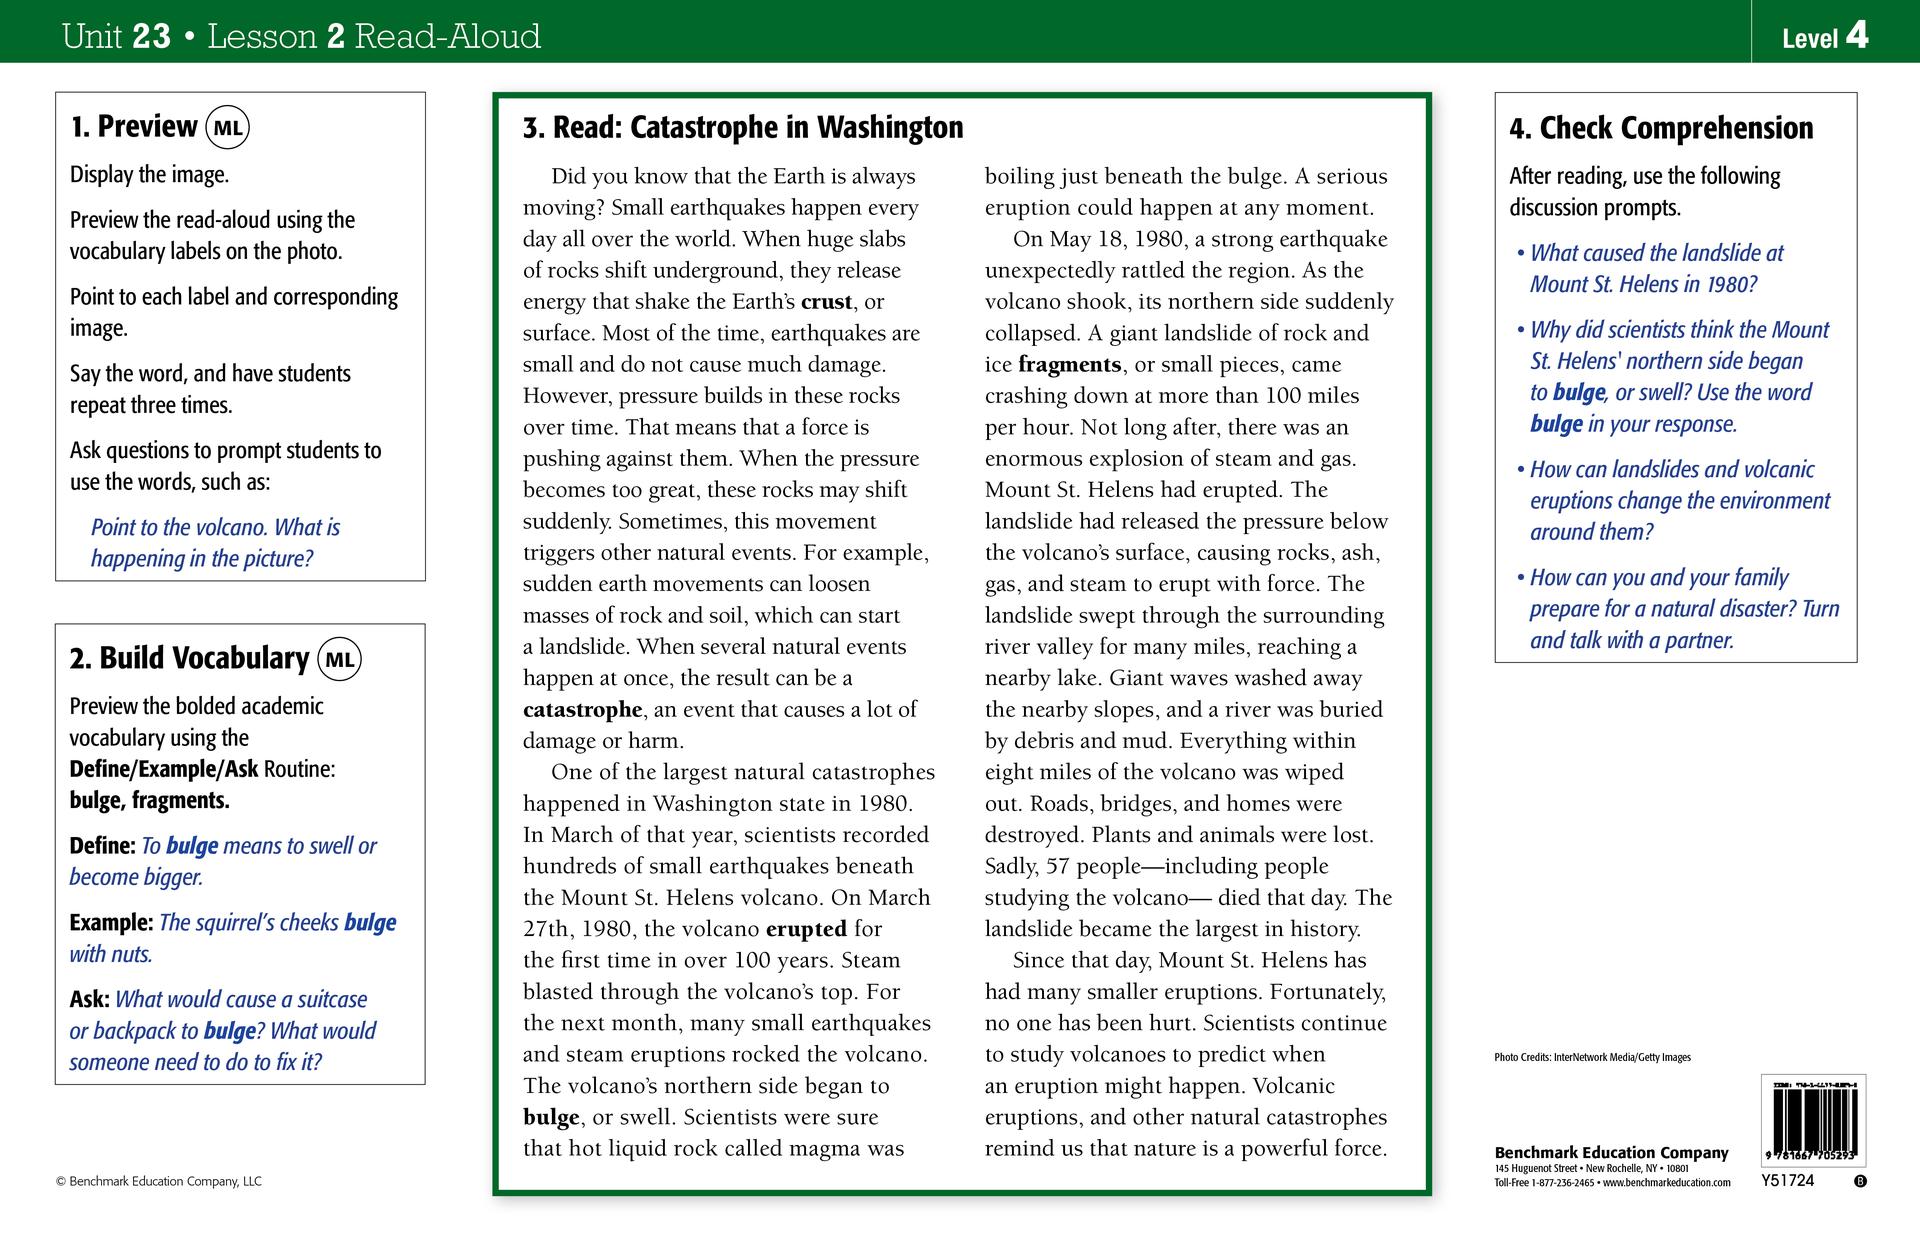 Unit 23 • Lesson 2 Read-Aloud
Level 4
1. Preview ML
Display the image.
Preview the read-aloud using the
vocabulary labels on the photo.
Point to each label and corresponding
image.
Say the word, and have students
repeat three times.
Ask questions to prompt students to
use the words, such as:
Point to the volcano. What is
happening in the picture?
2. Build Vocabulary ML
Preview the bolded academic
vocabulary using the
Define/Example/Ask Routine:
bulge, fragments.
Define: To bulge means to swell or
become bigger.
Example: The squirrel's cheeks bulge
with nuts.
Ask: What would cause a suitcase
or backpack to bulge? What would
someone need to do to fix it?
© Benchmark Education Company, LLC
3. Read: Catastrophe in Washington
Did you know that the Earth is always
moving? Small earthquakes happen every
day all over the world. When huge slabs
of rocks shift underground, they release
energy that shake the Earth's crust, or
surface. Most of the time, earthquakes are
small and do not cause much damage.
However, pressure builds in these rocks
over time. That means that a force is
pushing against them. When the pressure
becomes too great, these rocks may shift
suddenly. Sometimes, this movement
triggers other natural events. For example,
sudden earth movements can loosen
masses of rock and soil, which can start
a landslide. When several natural events
happen at once, the result can be a
catastrophe, an event that causes a lot of
damage or harm.
One of the largest natural catastrophes
happened in Washington state in 1980.
In March of that year, scientists recorded
hundreds of small earthquakes beneath
the Mount St. Helens volcano. On March
27th, 1980, the volcano erupted for
the first time in over 100 years. Steam
blasted through the volcano's top. For
the next month, many small earthquakes
and steam eruptions rocked the volcano.
The volcano's northern side began to
bulge, or swell. Scientists were sure
that hot liquid rock called magma was
boiling just beneath the bulge. A serious
eruption could happen at any moment.
On May 18, 1980, a strong earthquake
unexpectedly rattled the region. As the
volcano shook, its northern side suddenly
collapsed. A giant landslide of rock and
ice fragments, or small pieces, came
crashing down at more than 100 miles
per hour. Not long after, there was an
enormous explosion of steam and gas.
Mount St. Helens had erupted. The
landslide had released the pressure below
the volcano's surface, causing rocks, ash,
gas, and steam to erupt with force. The
landslide swept through the surrounding
river valley for many miles, reaching a
nearby lake. Giant waves washed away
the nearby slopes, and a river was buried
by debris and mud. Everything within
eight miles of the volcano was wiped
out. Roads, bridges, and homes were
destroyed. Plants and animals were lost.
Sadly, 57 people—including people
studying the volcano— died that day. The
landslide became the largest in history.
Since that day, Mount St. Helens has
had many smaller eruptions. Fortunately,
no one has been hurt. Scientists continue
to study volcanoes to predict when
an eruption might happen. Volcanic
eruptions, and other natural catastrophes
remind us that nature is a powerful force.
4. Check Comprehension
After reading, use the following
discussion prompts.
• What caused the landslide at
Mount St. Helens in 1980?
• Why did scientists think the Mount
St. Helens' northern side began
to bulge, or swell? Use the word
bulge in your response.
• How can landslides and volcanic
eruptions change the environment
around them?
• How can you and your family
prepare for a natural disaster? Turn
and talk with a partner.
Photo Credits: InterNetwork Media/Getty Images
Benchmark Education Company
145 Huguenot Street • New Rochelle, NY • 10801
Toll-Free 1-877-236-2465 • www.benchmarkeducation.com
9 781667 705293
Y51724
B